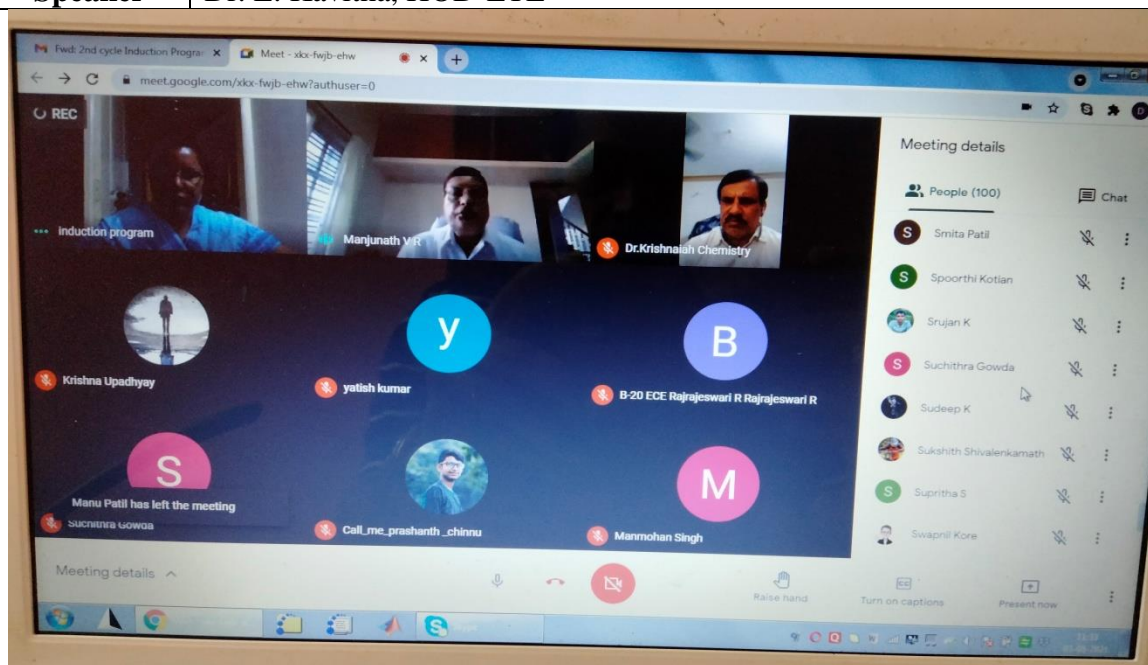 Speaker
M Fwd: 2nd cycle Induction Progra × Meet - xkx-fwjb-ehw × +
meet.google.com/xkx-fwjb-ehw?authuser=0
REC
induction program
Manjunath V R
Dr.Krishnaiah Chemistry
Krishna Upadhyay
y
yatish kumar
B
B-20 ECE Rajrajeswari R Rajrajeswari R
S
Manu Patil has left the meeting
Suchithra Gowda
Call_me_prashanth _chinnu
M
Manmohan Singh
Meeting details
People (100)
Chat
S Smita Patil
S Spoorthi Kotian
Srujan K
S Suchithra Gowda
Sudeep K
Sukshith Shivalenkamath
S Supritha S
Swapnil Kore
Meeting details
Raise hand
Turn on captions
Present now